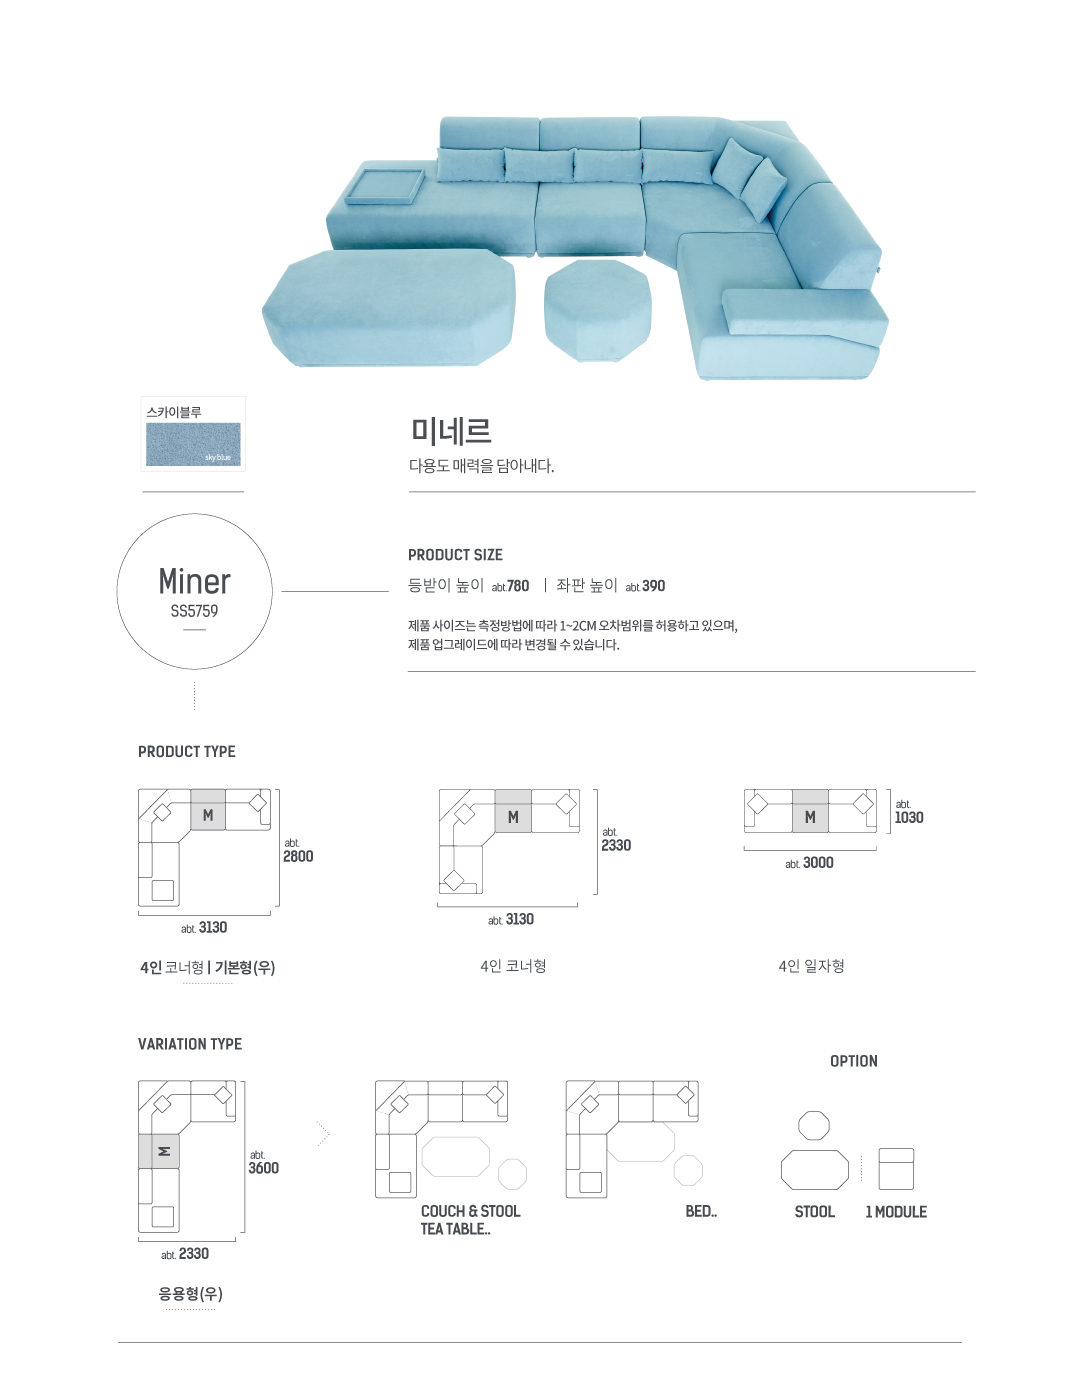 스카이블루
sky blue
미네르
다용도 매력을 담아내다.
Miner
SS5759
PRODUCT SIZE
등받이 높이 abt.780 | 좌판 높이 abt.390
제품 사이즈는 측정방법에 따라 1~2CM 오차범위를 허용하고 있으며,
제품 업그레이드에 따라 변경될 수 있습니다.
PRODUCT TYPE
M
abt.
2800
abt. 3130
4인 코너형 | 기본형(우)
M
abt.
2330
abt. 3130
4인 코너형
M
abt.
1030
abt. 3000
4인 일자형
VARIATION TYPE
M
abt.
3600
abt. 2330
응용형(우)
COUCH & STOOL
TEA TABLE..
BED..
OPTION
STOOL
1 MODULE